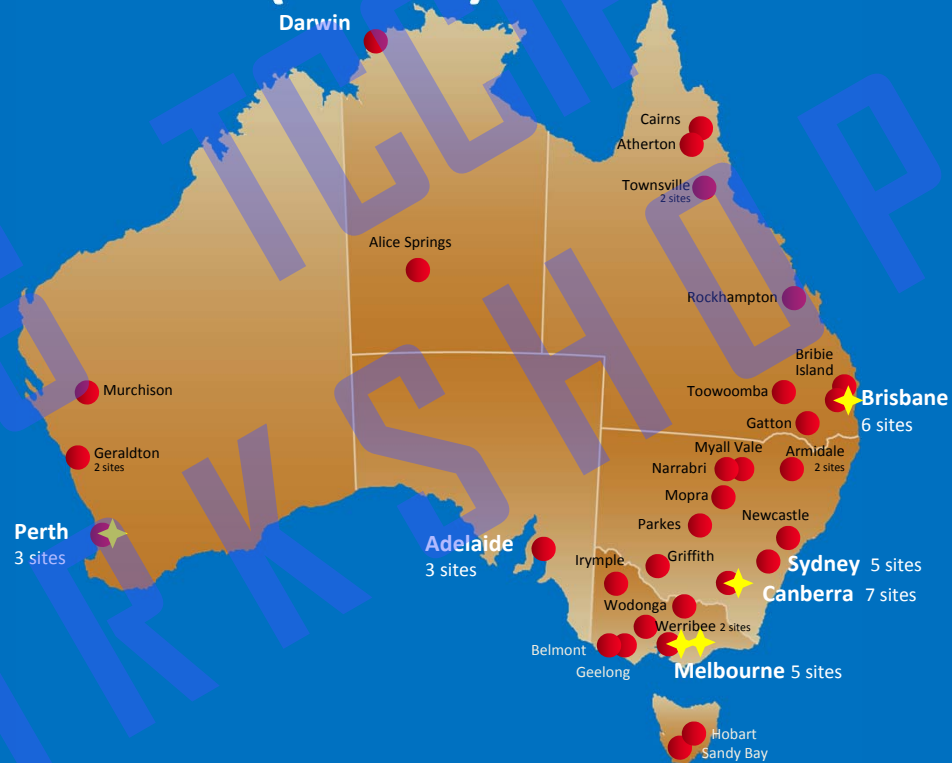 Darwin
Cairns
Atherton
Townsville
2 sites
Alice Springs
Rockhampton
Bribie
Island
Murchison
Toowoomba
Brisbane
6 sites
Gatton
Myall Vale
Armidale
2 sites
Narrabri
Geraldton
2 sites
Mopra
Newcastle
Parkes
Perth
3 sites
Adelaide
3 sites
Irymple
Griffith
Sydney 5 sites
Canberra 7 sites
Wodonga
Werribee 2 sites
Belmont
Geelong
Melbourne 5 sites
Hobart
Sandy Bay